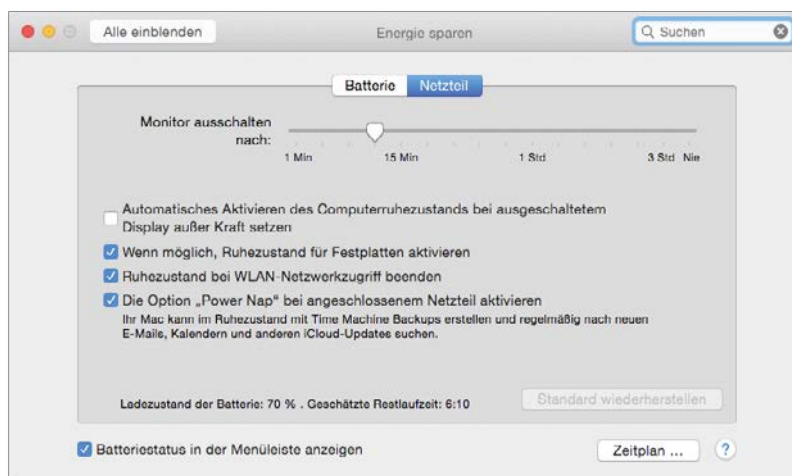 Alle einblenden
Energie sparen
Suchen
Batterie Netzteil
Monitor ausschalten
nach:
1 Min 15 Min 1 Std 3 Std Nie
Automatisches Aktivieren des Computerruhezustands bei ausgeschaltetem
Display außer Kraft setzen
Wenn möglich, Ruhezustand für Festplatten aktivieren
Ruhezustand bei WLAN-Netzwerkzugriff beenden
Die Option „Power Nap“ bei angeschlossenem Netzteil aktivieren
Ihr Mac kann im Ruhezustand mit Time Machine Backups erstellen und regelmäßig nach neuen
E-Mails, Kalendern und anderen iCloud-Updates suchen.
Ladezustand der Batterie: 70 % . Geschätzte Restlaufzeit: 6:10
Standard wiederherstellen
Batteriestatus in der Menüleiste anzeigen
Zeitplan ...
?